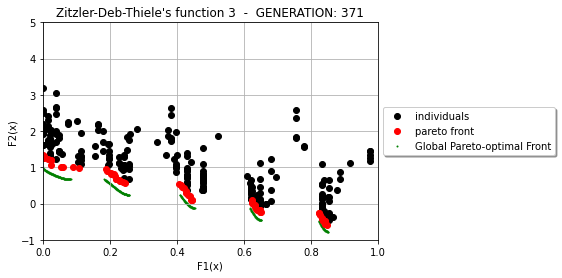 Zitzler-Deb-Thiele's function 3 - GENERATION: 371
5
4
3
2
1
0
−1
F2(x)
0.0 0.2 0.4 0.6 0.8 1.0
F1(x)
individuals
pareto front
Global Pareto-optimal Front